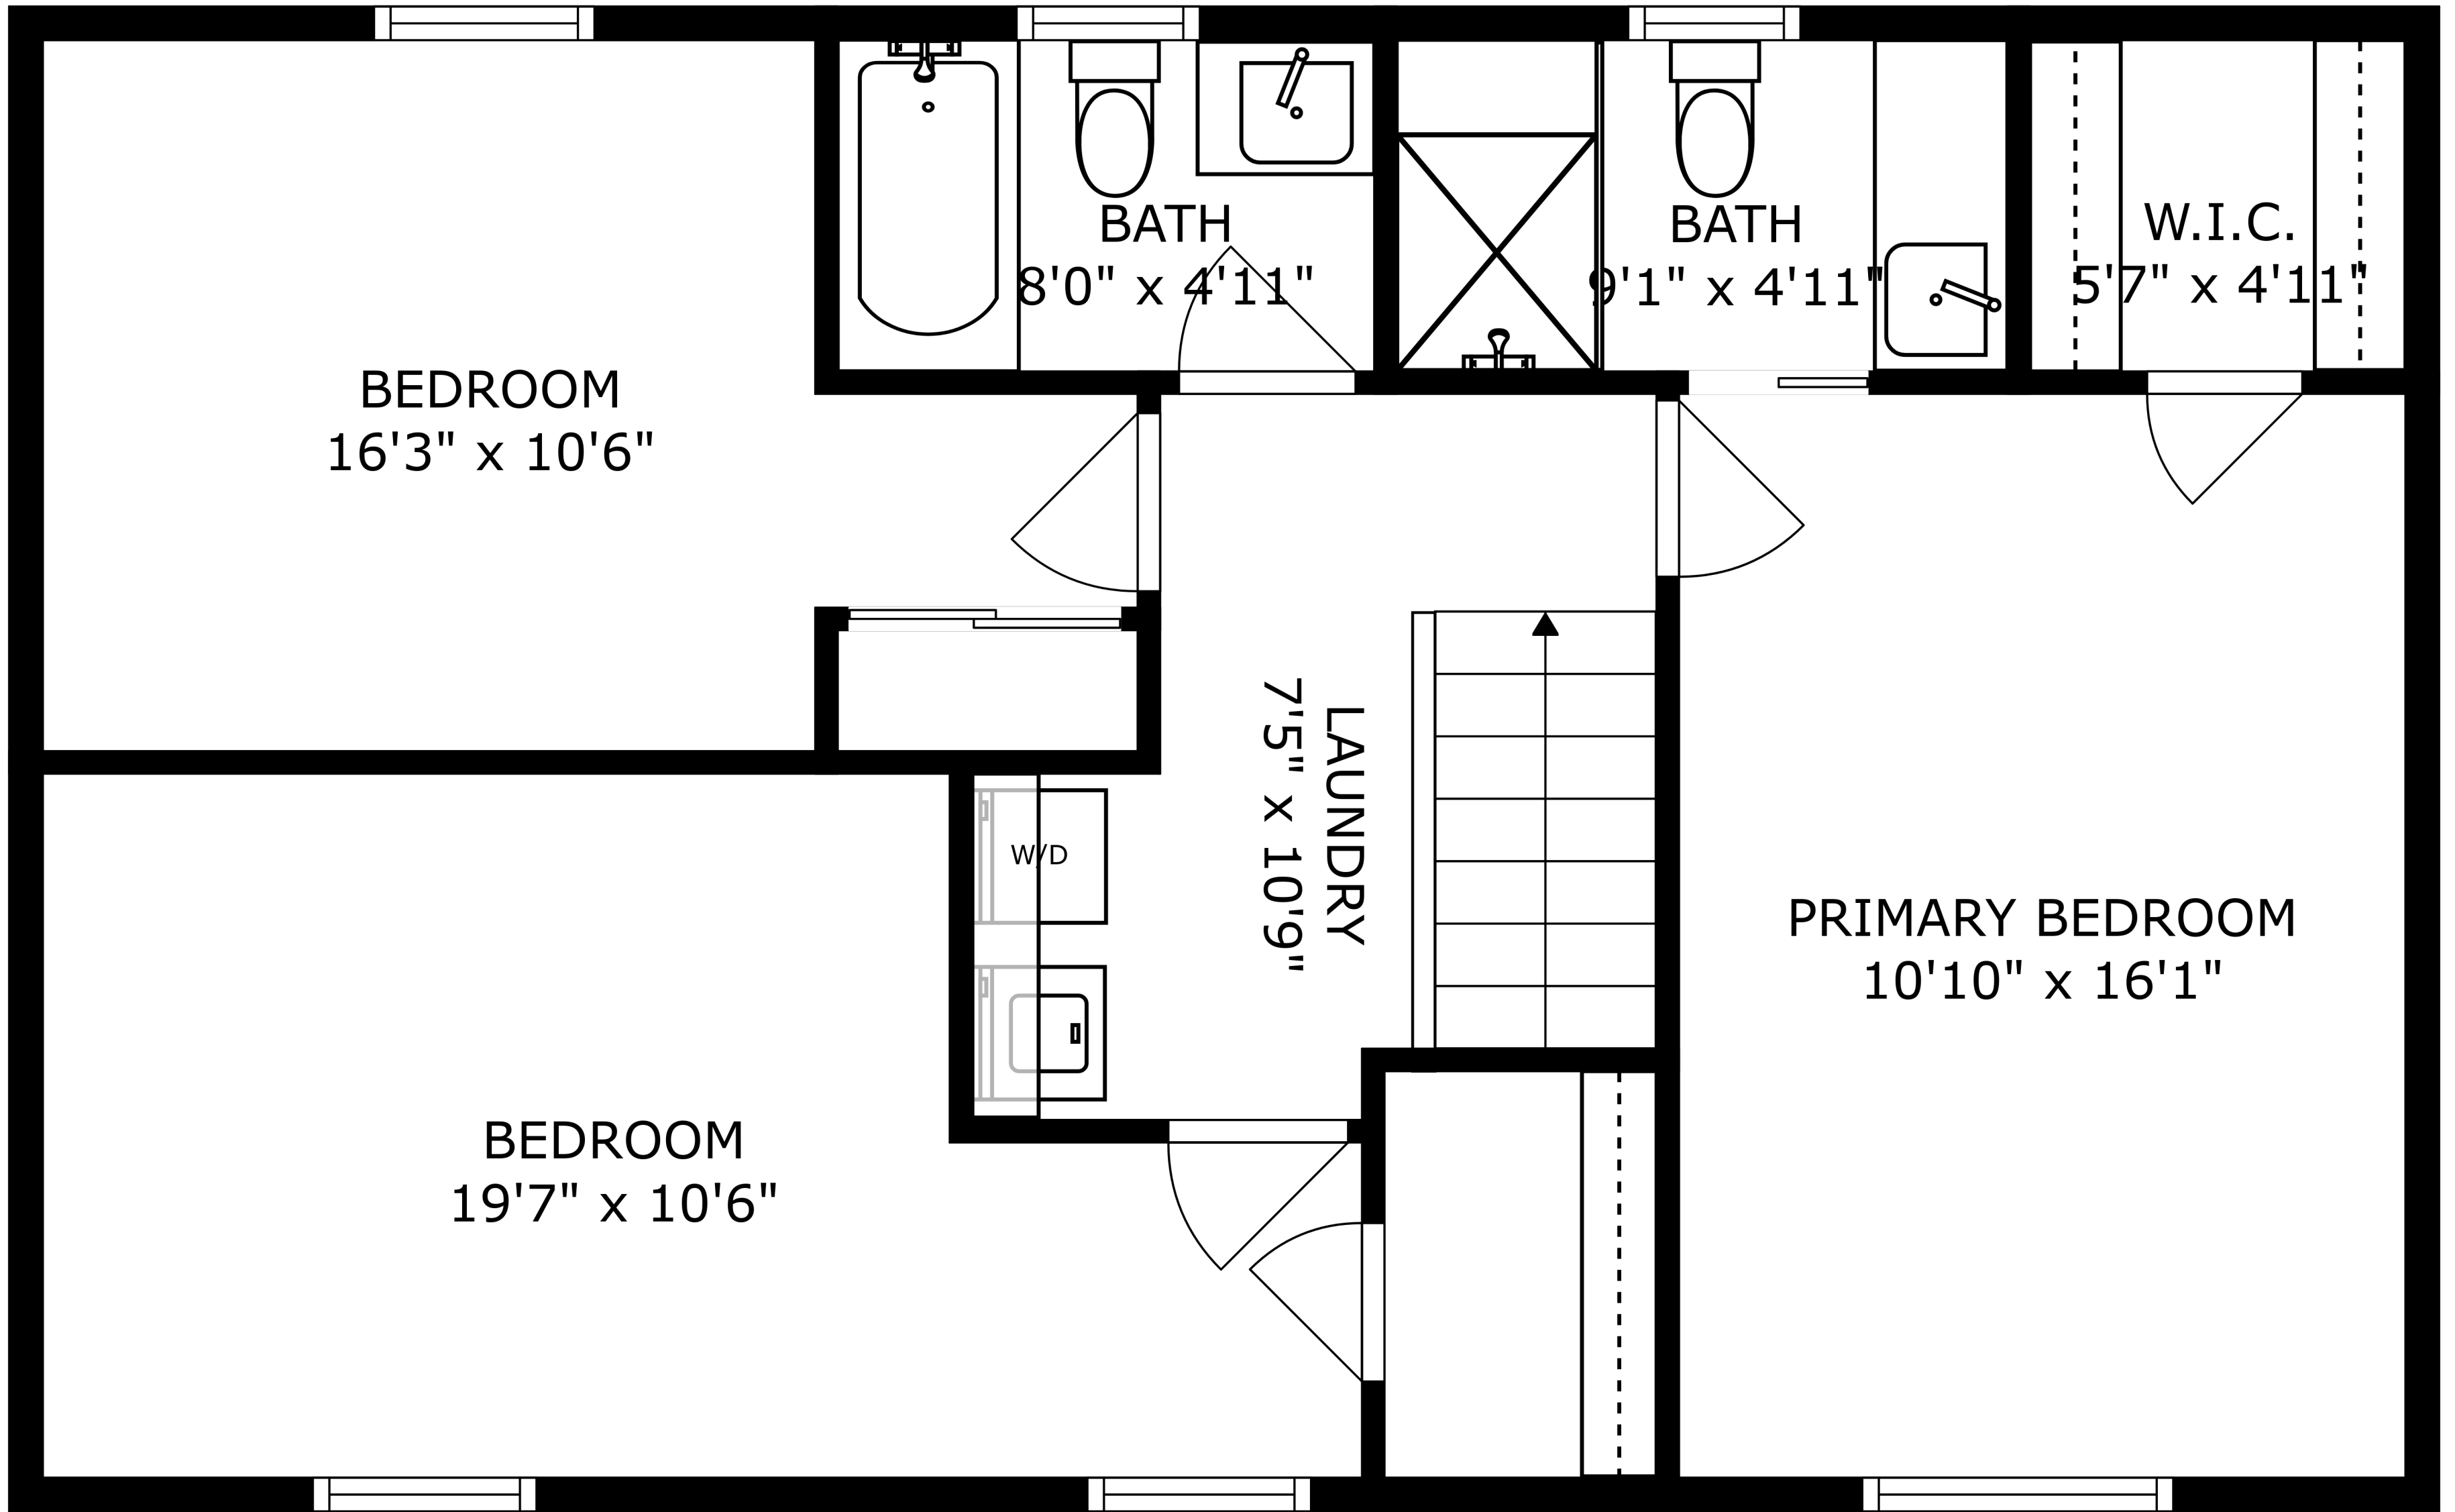 BATH
8'0" x 4'11"
BATH
9'1" x 4'11"
W.I.C.
5'7" x 4'11"
BEDROOM
16'3" x 10'6"
LAUNDRY
7'5" x 10'9"
W/D
PRIMARY BEDROOM
10'10" x 16'1"
BEDROOM
19'7" x 10'6"